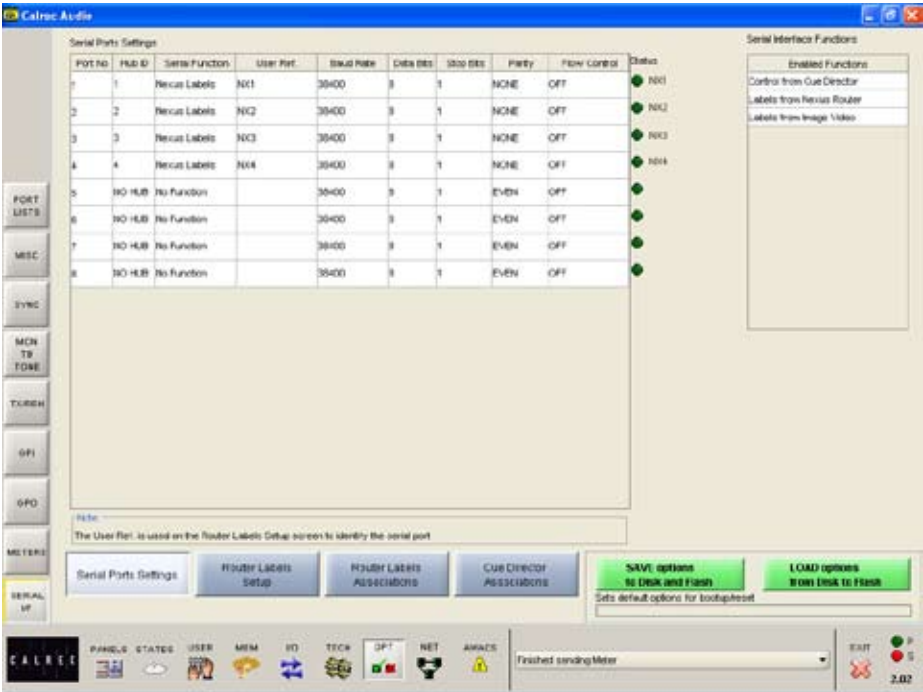 Calrec Audio
Serial Ports Settings
Port No Hub ID Serial Function User Ref. Baud Rate Data Bits Stop Bits Parity Flow Control Status
1 1 Nexus Labels NX1 38400 8 1 NONE OFF NX1
2 2 Nexus Labels NX2 38400 8 1 NONE OFF NX2
3 3 Nexus Labels NX3 38400 8 1 NONE OFF NX3
4 4 Nexus Labels NX4 38400 8 1 NONE OFF NX4
5 NO HUB No Function 38400 8 1 EVEN OFF
6 NO HUB No Function 38400 8 1 EVEN OFF
7 NO HUB No Function 38400 8 1 EVEN OFF
8 NO HUB No Function 38400 8 1 EVEN OFF
Serial Interface Functions
Enabled Functions
Control from Cue Director
Labels from Nexus Router
Labels from Image Video
PORT
LISTS
MISC
SYNC
MON
TB
TONE
TX/REH
GPI
GPO
METERS
SERIAL
I/F
Note:
The User Ref. is used on the Router Labels Setup screen to identify the serial port
Serial Ports Settings
Router Labels
Setup
Router Labels
Associations
Cue Director
Associations
SAVE options
to Disk and Flash
LOAD options
from Disk to Flash
Sets default options for bootup/reset
CALREC
PANELS
STATES
USER
MEM
I/O
TECH
OPT
NET
AWACS
Finished sending Meter
EXIT
P
S
2.02